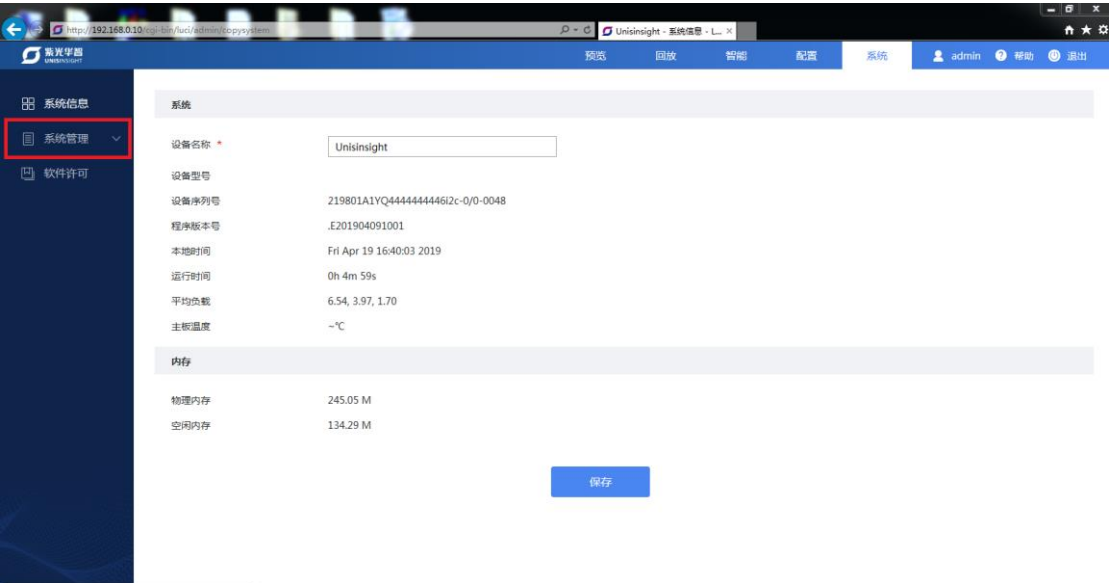 http://192.168.0.10/cgi-bin/luci/admin/copysystem
Unisinsight - 系统信息 - L...
紫光华智
UNISINSIGHT
预览 回放 智能 配置 系统 admin 帮助 退出
系统信息
系统管理
软件许可
系统
设备名称 * Unisinsight
设备型号
设备序列号 219801A1YQ4444444446i2c-0/0-0048
程序版本号 .E201904091001
本地时间 Fri Apr 19 16:40:03 2019
运行时间 0h 4m 59s
平均负载 6.54, 3.97, 1.70
主板温度 ~℃
内存
物理内存 245.05 M
空闲内存 134.29 M
保存